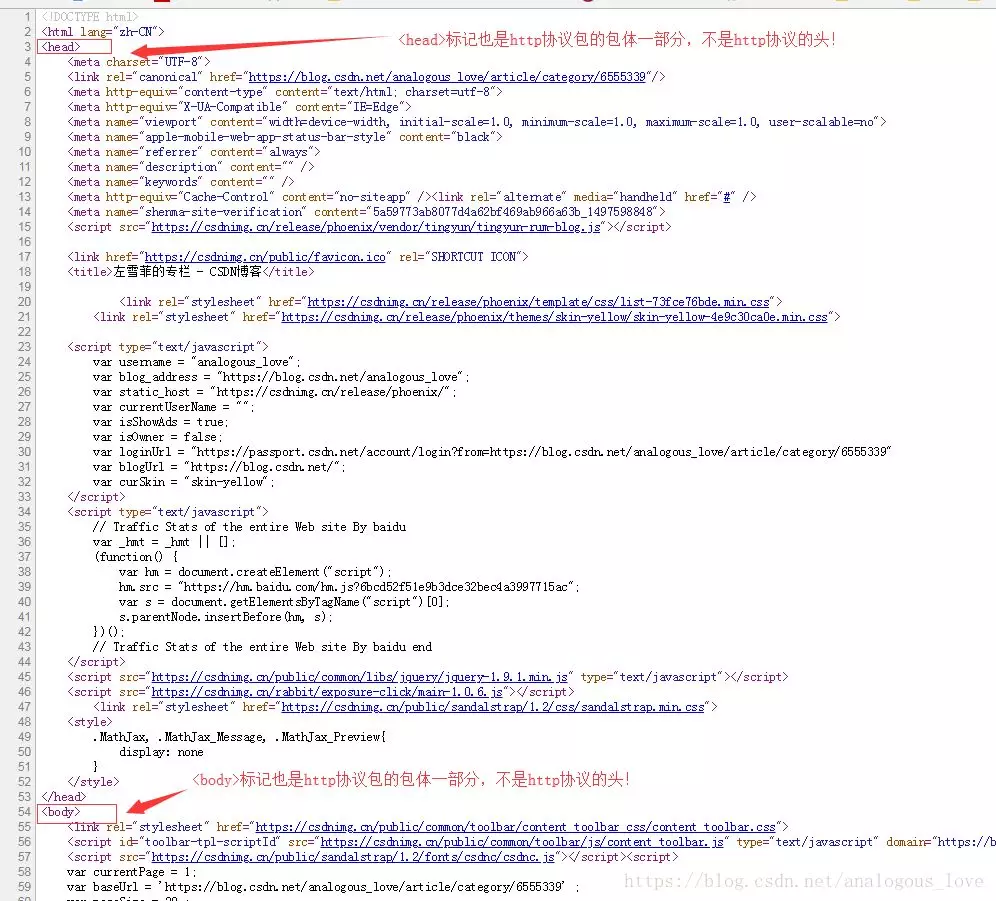 1 <!DOCTYPE html>
2 <html lang="zh-CN">
3 <head>
<head>标记也是http协议包的包体一部分，不是http协议的头！
4 <meta charset="UTF-8">
5 <link rel="canonical" href="https://blog.csdn.net/analogous_love/article/category/6555339"/>
6 <meta http-equiv="content-type" content="text/html; charset=utf-8">
7 <meta http-equiv="X-UA-Compatible" content="IE=Edge">
8 <meta name="viewport" content="width=device-width, initial-scale=1.0, minimum-scale=1.0, maximum-scale=1.0, user-scalable=no">
9 <meta name="apple-mobile-web-app-status-bar-style" content="black">
10 <meta name="referrer" content="always">
11 <meta name="description" content="" />
12 <meta name="keywords" content="" />
13 <meta http-equiv="Cache-Control" content="no-siteapp" /><link rel="alternate" media="handheld" href="#" />
14 <meta name="shenma-site-verification" content="5a59773ab8077d4a62bf469ab966a63b_1497598848">
15 <script src="https://csdnimg.cn/release/phoenix/vendor/tingyun/tingyun-rum-blog.js"></script>
16
17 <link href="https://csdnimg.cn/public/favicon.ico" rel="SHORTCUT ICON">
18 <title>左雪菲的专栏 - CSDN博客</title>
19
20 <link rel="stylesheet" href="https://csdnimg.cn/release/phoenix/template/css/list-73fce76bde.min.css">
21 <link rel="stylesheet" href="https://csdnimg.cn/release/phoenix/themes/skin-yellow/skin-yellow-4e9c30ca0e.min.css">
22
23 <script type="text/javascript">
24 var username = "analogous_love";
25 var blog_address = "https://blog.csdn.net/analogous_love";
26 var static_host = "https://csdnimg.cn/release/phoenix/";
27 var currentUserName = "";
28 var isShowAds = true;
29 var isOwner = false;
30 var loginUrl = "https://passport.csdn.net/account/login?from=https://blog.csdn.net/analogous_love/article/category/6555339"
31 var blogUrl = "https://blog.csdn.net/";
32 var curSkin = "skin-yellow";
33 </script>
34 <script type="text/javascript">
35 // Traffic Stats of the entire Web site By baidu
36 var _hmt = _hmt || [];
37 (function() {
38 var hm = document.createElement("script");
39 hm.src = "https://hm.baidu.com/hm.js?6bcd52f51e9b3dce32bec4a3997715ac";
40 var s = document.getElementsByTagName("script")[0];
41 s.parentNode.insertBefore(hm, s);
42 })();
43 // Traffic Stats of the entire Web site By baidu end
44 </script>
45 <script src="https://csdnimg.cn/public/common/libs/jquery/jquery-1.9.1.min.js" type="text/javascript"></script>
46 <script src="https://csdnimg.cn/rabbit/exposure-click/main-1.0.6.js"></script>
47 <link rel="stylesheet" href="https://csdnimg.cn/public/sandalstrap/1.2/css/sandalstrap.min.css">
48 <style>
49 .MathJax, .MathJax_Message, .MathJax_Preview{
50 display: none
51 }
52 </style>
<body>标记也是http协议包的包体一部分，不是http协议的头！
53 </head>
54 <body>
55 <link rel="stylesheet" href="https://csdnimg.cn/public/common/toolbar/content_toolbar_css/content_toolbar.css">
56 <script id="toolbar-tpl-scriptId" src="https://csdnimg.cn/public/common/toolbar/js/content_toolbar.js" type="text/javascript" domain="https://b
57 <script src="https://csdnimg.cn/public/sandalstrap/1.2/fonts/csdnc/csdnc.js"></script><script>
58 var currentPage = 1;
59 var baseUrl = 'https://blog.csdn.net/analogous_love/article/category/6555339' ;
https://blog.csdn.net/analogous_love